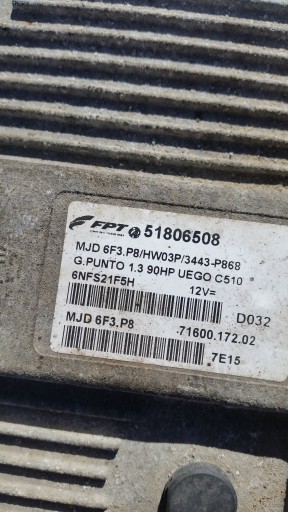 FPT 51806508
MJD 6F3.P8/HW03P/3443-P868
G.PUNTO 1.3 90HP UEGO C510
6NFS21F5H 12V= D032
MJD 6F3.P8 71600.172.02
7E15